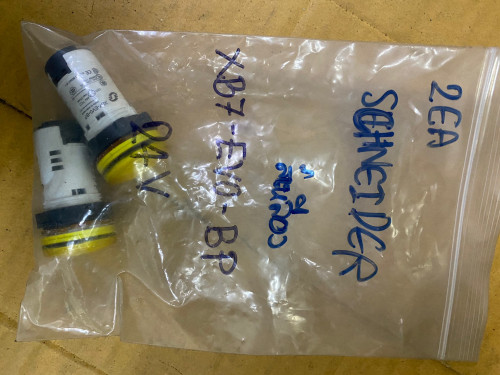 2EA
SCHNEIDER
XB7-EV0-BP
24V